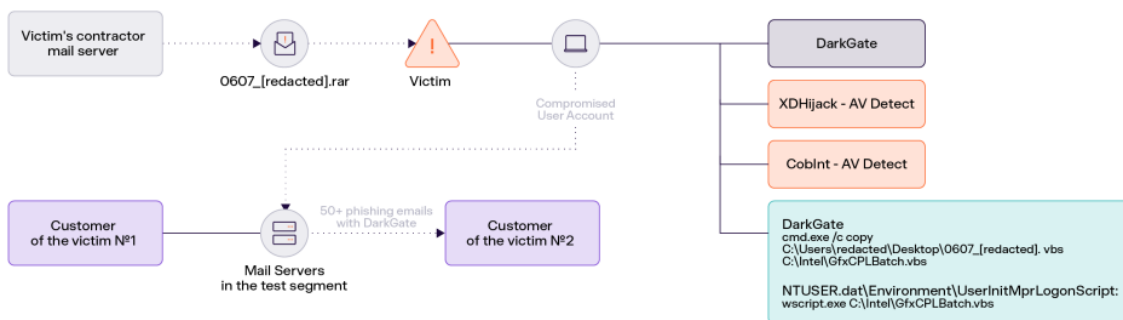 Victim's contractor
mail server
0607_[redacted].rar
!
Victim
Compromised
User Account
DarkGate
XDHijack - AV Detect
CobInt - AV Detect
Customer
of the victim №1
50+ phishing emails
with DarkGate
Mail Servers
in the test segment
Customer
of the victim №2
DarkGate
cmd.exe /c copy
C:\Users\redacted\Desktop\0607_[redacted]. vbs
C:\Intel\GfxCPLBatch.vbs
NTUSER.dat\Environment\UserInitMprLogonScript:
wscript.exe C:\Intel\GfxCPLBatch.vbs